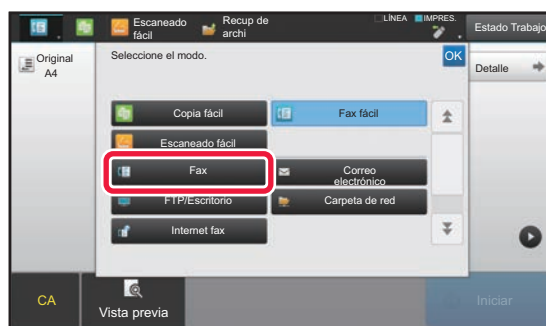 Escaneado
fácil
Recup de
archi
LÍNEA
IMPRES.
Estado Trabajo
Original
A4
Seleccione el modo.
OK
Detalle
Copia fácil
Fax fácil
Escaneado fácil
Fax
Correo
electrónico
FTP/Escritorio
Carpeta de red
Internet fax
CA
Vista previa
Iniciar